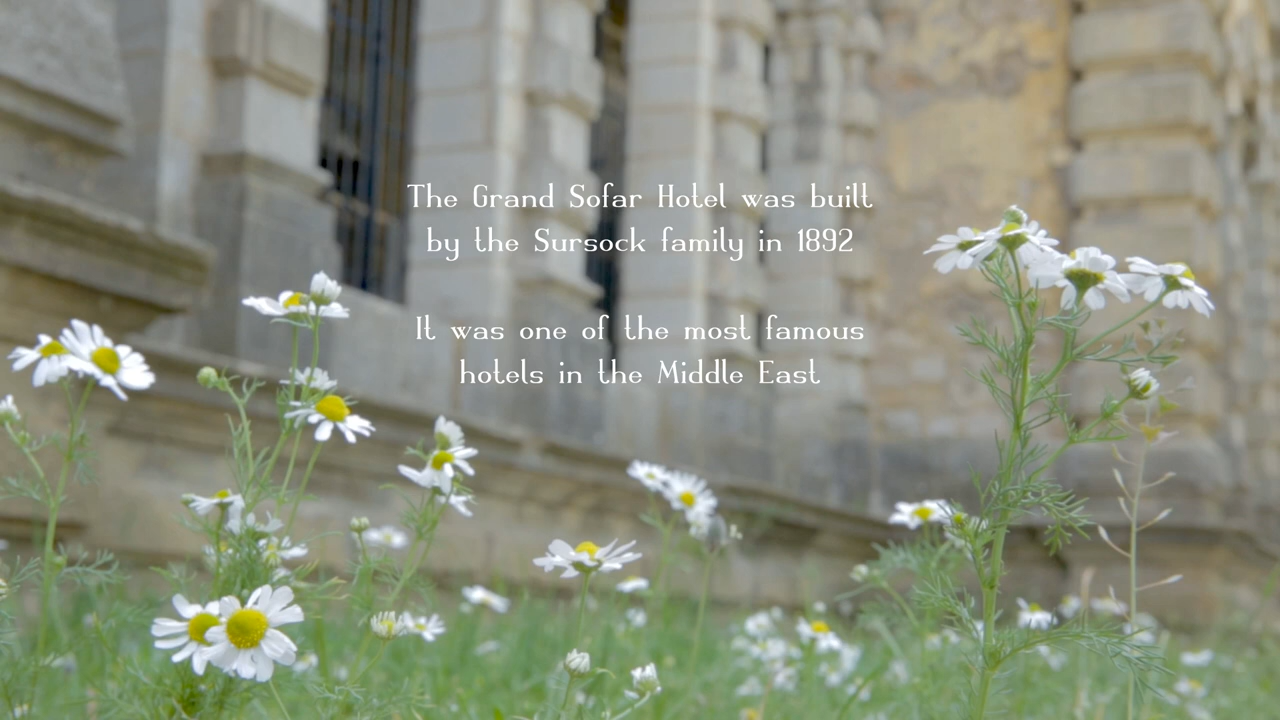 The Grand Sofar Hotel was built
by the Sursock family in 1892
It was one of the most famous
hotels in the Middle East